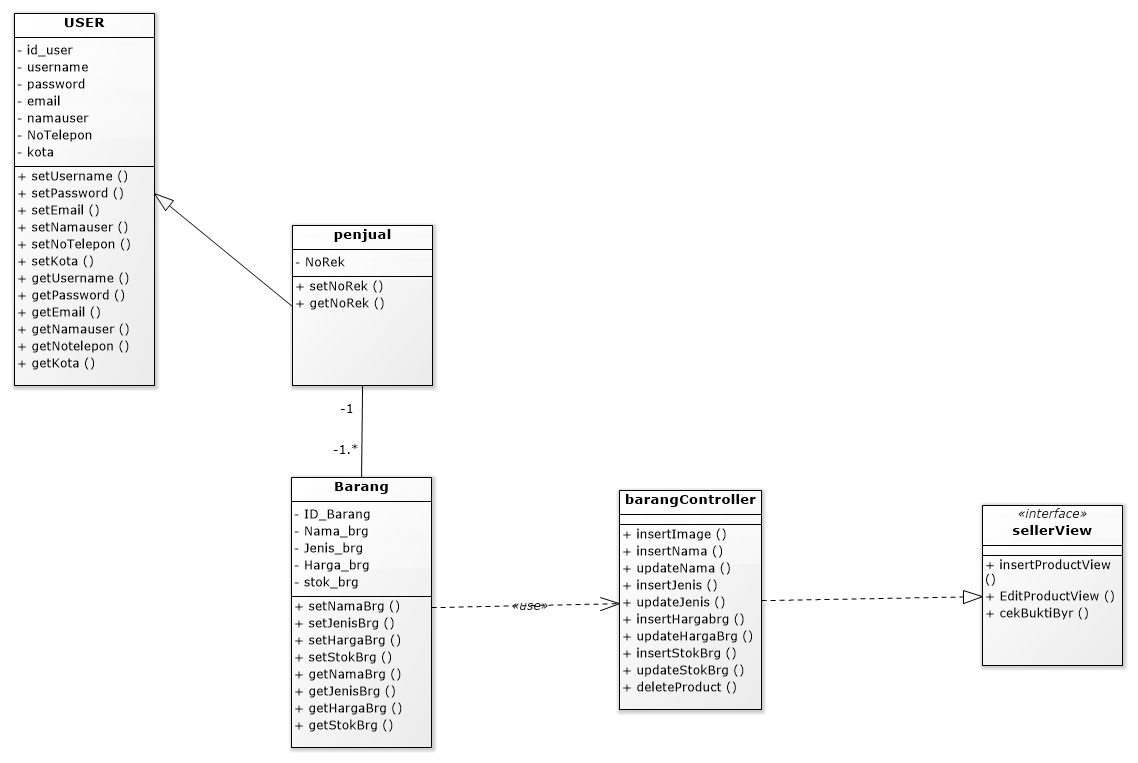 USER
- id_user
- username
- password
- email
- namauser
- NoTelepon
- kota
+ setUsername ()
+ setPassword ()
+ setEmail ()
+ setNamauser ()
+ setNoTelepon ()
+ setKota ()
+ getUsername ()
+ getPassword ()
+ getEmail ()
+ getNamauser ()
+ getNotelepon ()
+ getKota ()
penjual
- NoRek
+ setNoRek ()
+ getNoRek ()
-1
-1.*
Barang
- ID_Barang
- Nama_brg
- Jenis_brg
- Harga_brg
- stok_brg
+ setNamaBrg ()
+ setJenisBrg ()
+ setHargaBrg ()
+ setStokBrg ()
+ getNamaBrg ()
+ getJenisBrg ()
+ getHargaBrg ()
+ getStokBrg ()
«use»
barangController
+ insertImage ()
+ insertNama ()
+ updateNama ()
+ insertJenis ()
+ updateJenis ()
+ insertHargabrg ()
+ updateHargaBrg ()
+ insertStokBrg ()
+ updateStokBrg ()
+ deleteProduct ()
«interface»
sellerView
+ insertProductView
()
+ EditProductView ()
+ cekBuktiByr ()